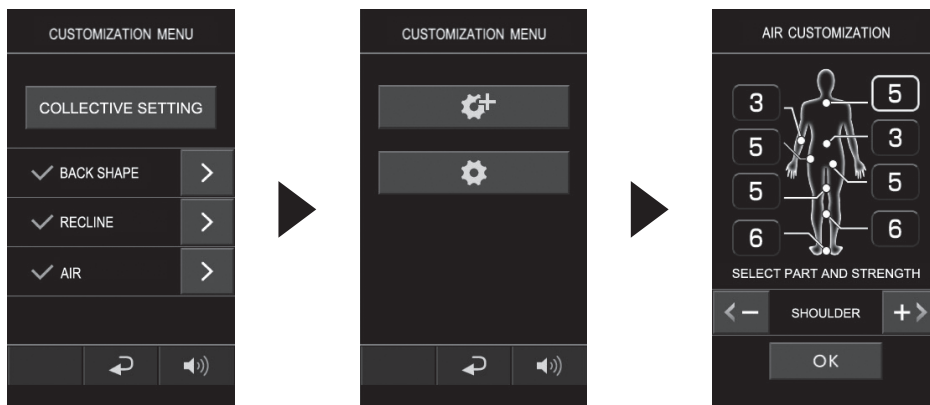 CUSTOMIZATION MENU
COLLECTIVE SETTING
BACK SHAPE
RECLINE
AIR
CUSTOMIZATION MENU
AIR CUSTOMIZATION
3 5
5 3
5 5
6 6
SELECT PART AND STRENGTH
< − SHOULDER + >
OK